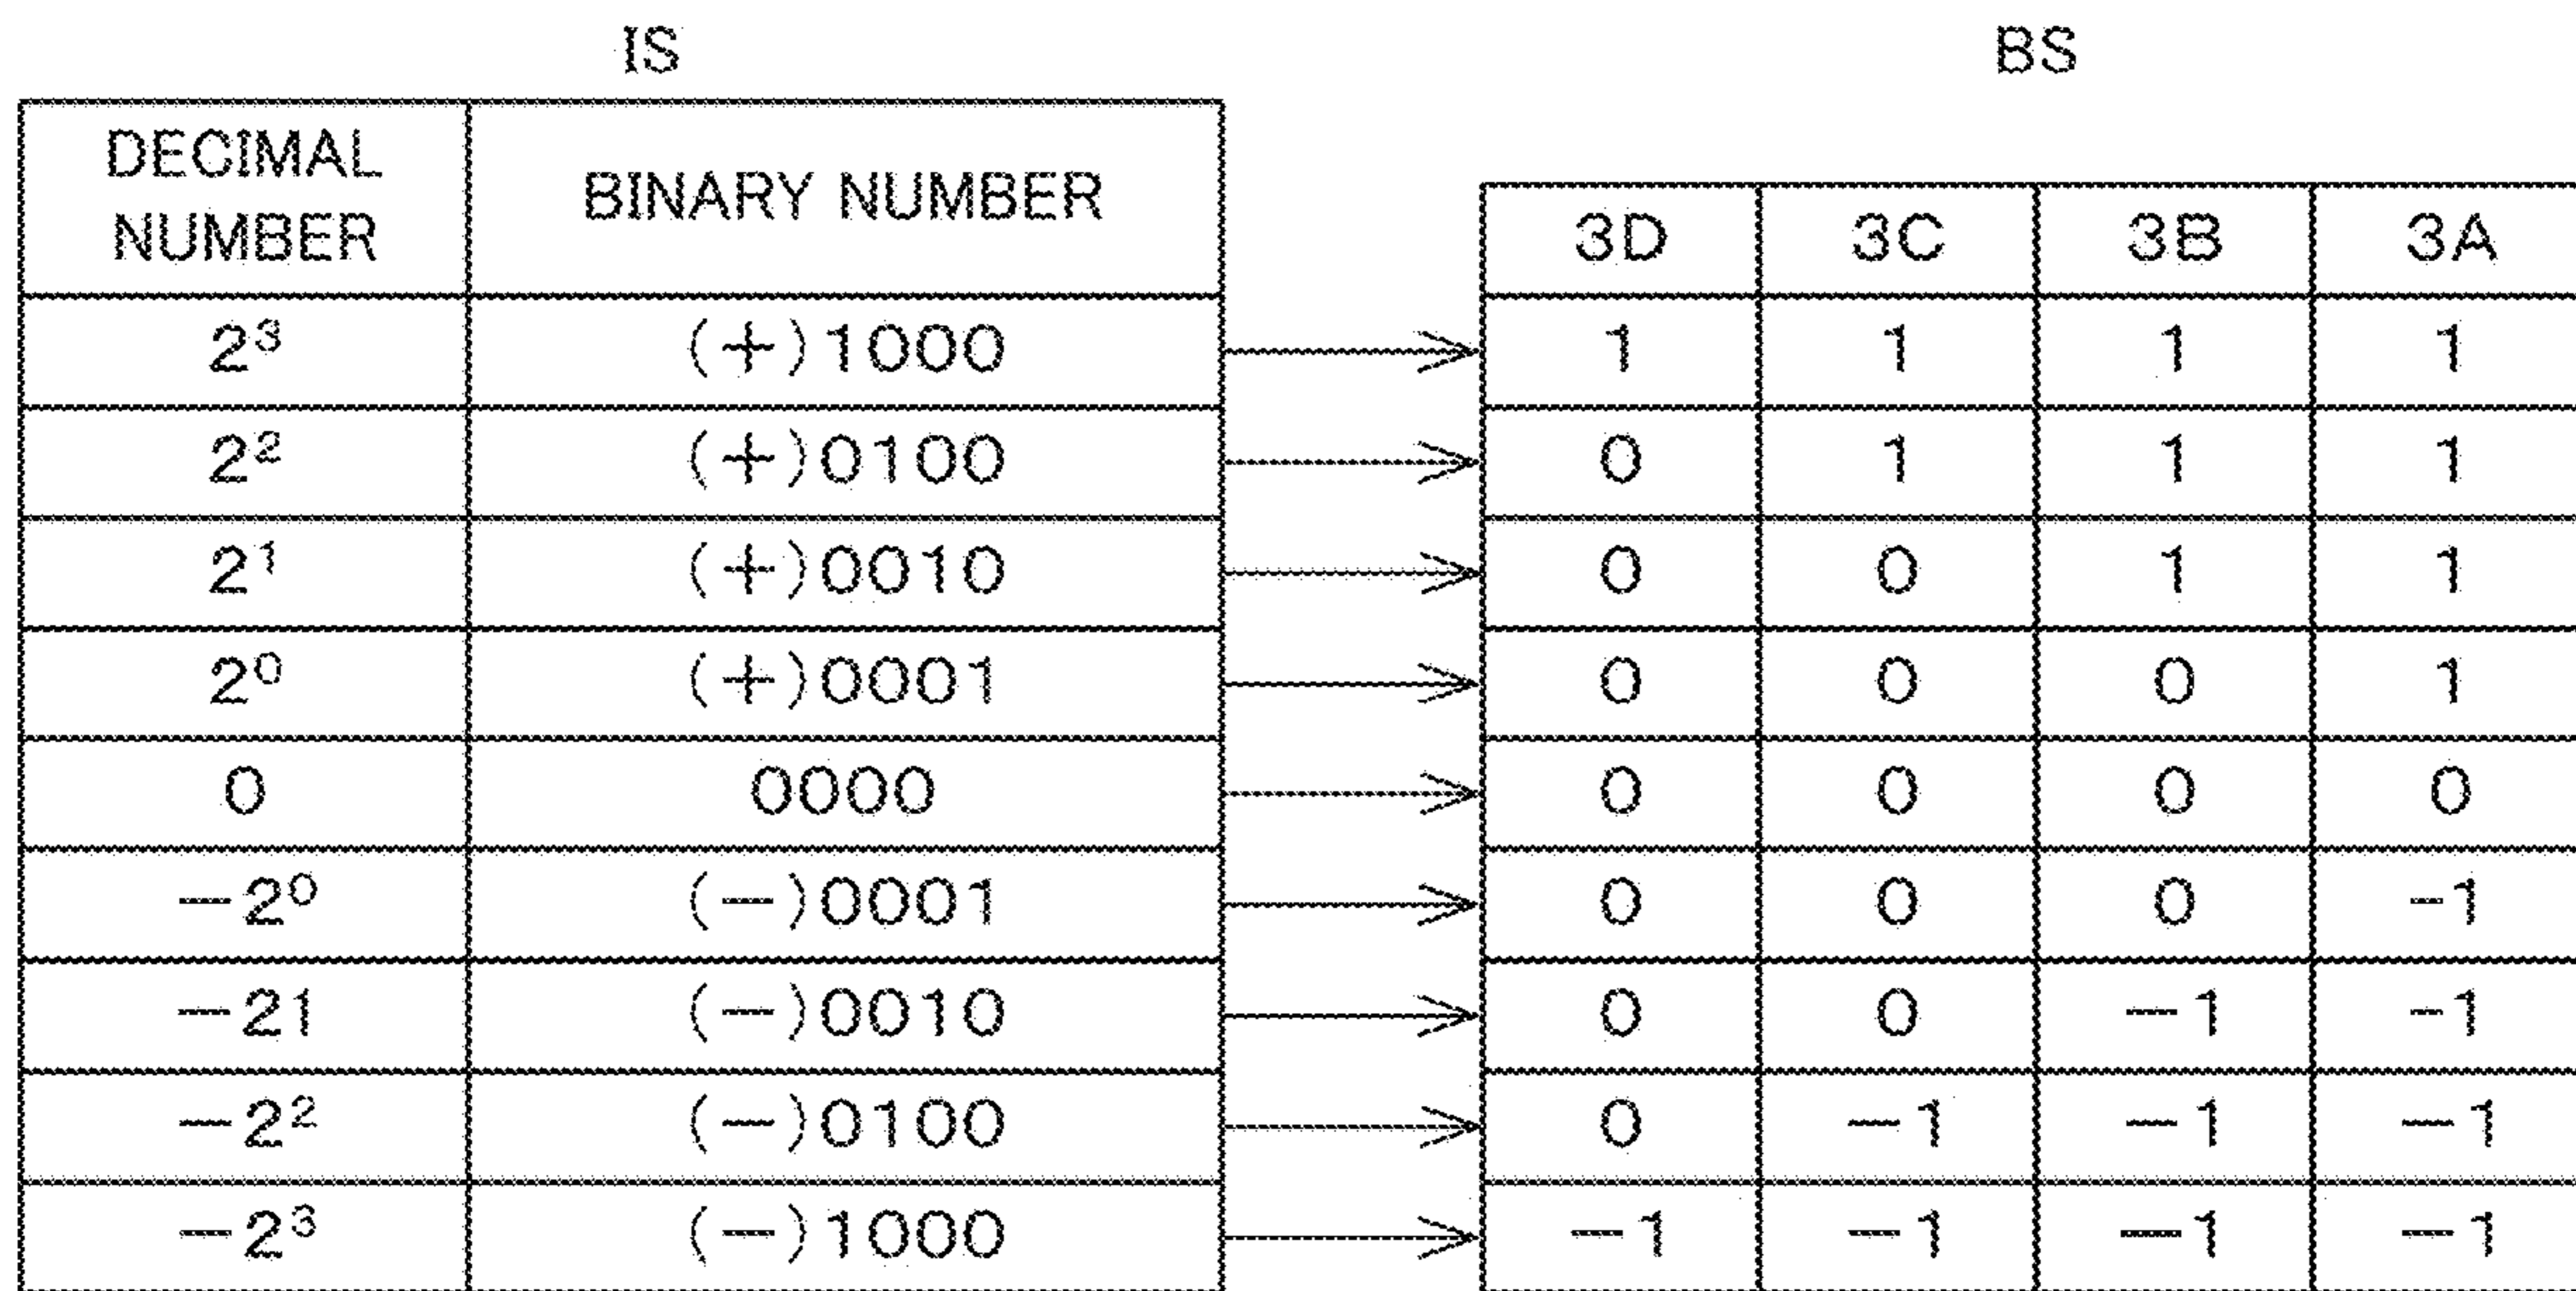 IS BS
DECIMAL NUMBER BINARY NUMBER 3D 3C 3B 3A
2³ (+)1000 1 1 1 1
2² (+)0100 0 1 1 1
2¹ (+)0010 0 0 1 1
2⁰ (+)0001 0 0 0 1
0 0000 0 0 0 0
−2⁰ (−)0001 0 0 0 −1
−21 (−)0010 0 0 −1 −1
−2² (−)0100 0 −1 −1 −1
−2³ (−)1000 −1 −1 −1 −1